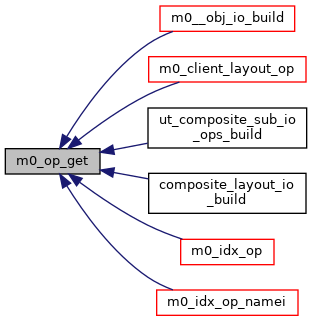 m0__obj_io_build
m0_client_layout_op
ut_composite_sub_io
_ops_build
m0_op_get
composite_layout_io
_build
m0_idx_op
m0_idx_op_namei